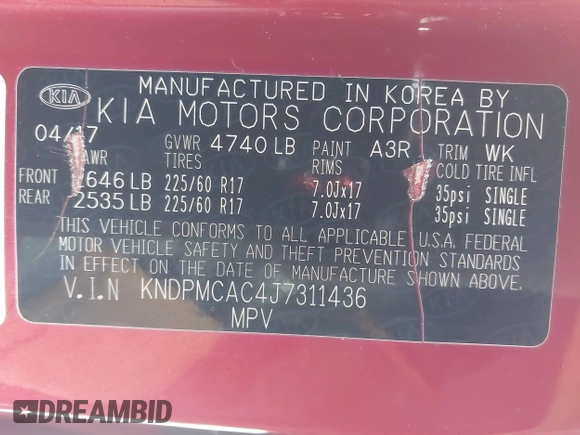 MANUFACTURED IN KOREA BY
KIA KIA MOTORS CORPORATION
04/17 GVWR 4740 LB PAINT A3R TRIM WK
TIRES RIMS COLD TIRE INFL
FRONT 225/60 R17 7.0Jx17 35psi SINGLE
REAR 2535 LB 225/60 R17 7.0Jx17 35psi SINGLE
THIS VEHICLE CONFORMS TO ALL APPLICABLE U.S.A. FEDERAL
MOTOR VEHICLE SAFETY AND THEFT PREVENTION STANDARDS
IN EFFECT ON THE DATE OF MANUFACTURE SHOWN ABOVE.
V.I.N KNDPMCAC4J7311436
MPV
DREAMBID